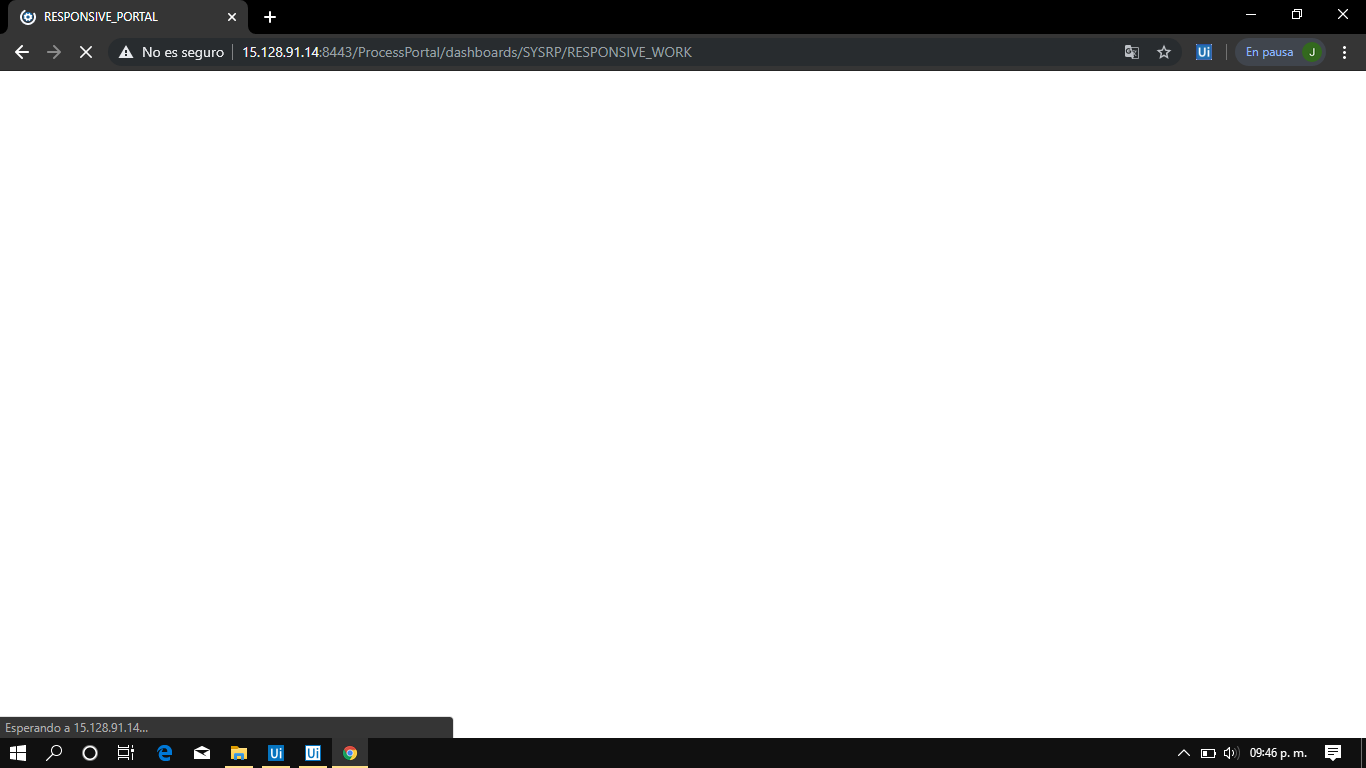 RESPONSIVE_PORTAL
No es seguro
15.128.91.14:8443/ProcessPortal/dashboards/SYSRP/RESPONSIVE_WORK
Ui
En pausa
J
Esperando a 15.128.91.14...
Ui
Ui
09:46 p. m.